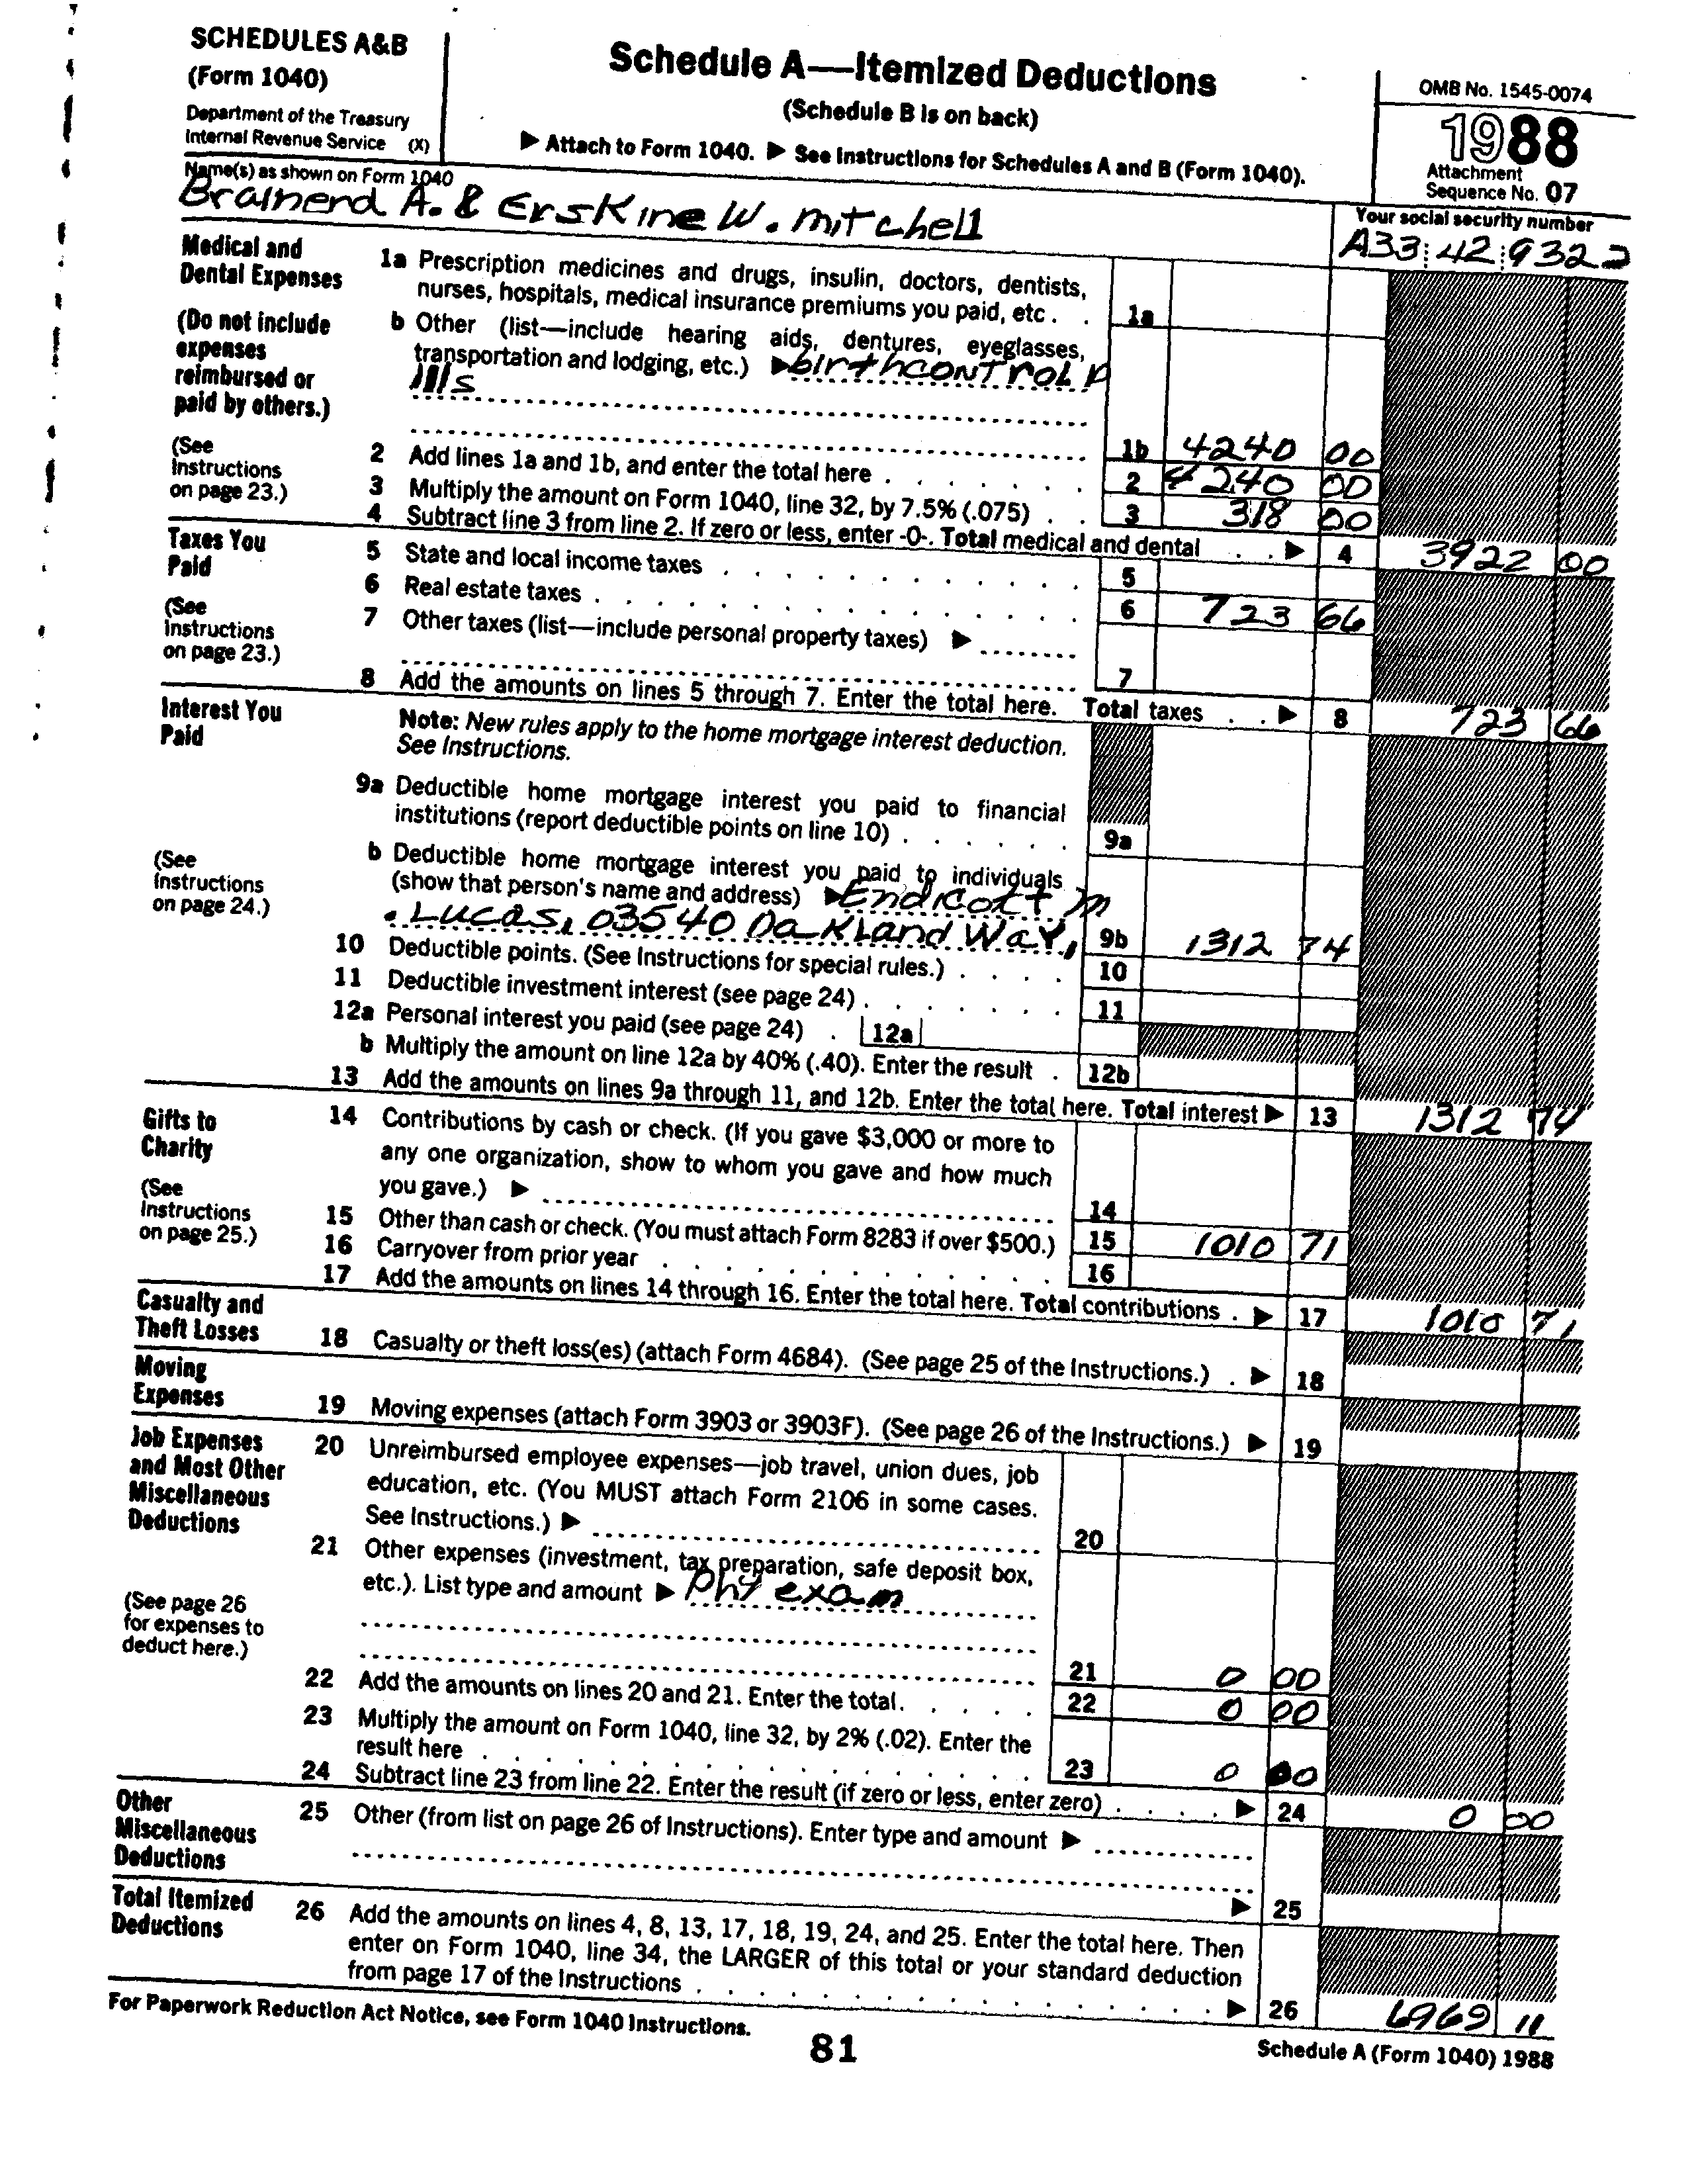 SCHEDULES A&B
(Form 1040)
Department of the Treasury
Internal Revenue Service (X)
Schedule A—Itemized Deductions
(Schedule B is on back)
▶ Attach to Form 1040. ▶ See Instructions for Schedules A and B (Form 1040).
OMB No. 1545-0074
1988
Attachment
Sequence No. 07
Name(s) as shown on Form 1040
Brainerd A. & Erskine W. Mitchell
Your social security number
A33 42 9322
Medical and
Dental Expenses
(Do not include
expenses
reimbursed or
paid by others.)
(See
Instructions
on page 23.)
1a Prescription medicines and drugs, insulin, doctors, dentists,
nurses, hospitals, medical insurance premiums you paid, etc . . 1a
b Other (list—include hearing aids, dentures, eyeglasses,
transportation and lodging, etc.) ▶ birthcontrol p
ills
1b 4240 00
2 Add lines 1a and 1b, and enter the total here . . . . . . . 2 4240 00
3 Multiply the amount on Form 1040, line 32, by 7.5% (.075) . . 3 318 00
4 Subtract line 3 from line 2. If zero or less, enter -0-. Total medical and dental . . ▶ 4 3922 00
Taxes You
Paid
(See
Instructions
on page 23.)
5 State and local income taxes . . . . . . . . . . . . 5
6 Real estate taxes . . . . . . . . . . . . . . . . 6 723 66
7 Other taxes (list—include personal property taxes) ▶
7
8 Add the amounts on lines 5 through 7. Enter the total here. Total taxes . . ▶ 8 723 66
Interest You
Paid
(See
Instructions
on page 24.)
Note: New rules apply to the home mortgage interest deduction.
See Instructions.
9a Deductible home mortgage interest you paid to financial
institutions (report deductible points on line 10) . . . . . . 9a
b Deductible home mortgage interest you paid to individuals
(show that person's name and address) ▶ Endicott M
. Lucas, 03540 Oakland Way, 9b 1312 74
10 Deductible points. (See Instructions for special rules.) . . . . 10
11 Deductible investment interest (see page 24) . . . . . . . 11
12a Personal interest you paid (see page 24) . 12a
b Multiply the amount on line 12a by 40% (.40). Enter the result . 12b
13 Add the amounts on lines 9a through 11, and 12b. Enter the total here. Total interest ▶ 13 1312 74
Gifts to
Charity
(See
Instructions
on page 25.)
14 Contributions by cash or check. (If you gave $3,000 or more to
any one organization, show to whom you gave and how much
you gave.) ▶ 14
15 Other than cash or check. (You must attach Form 8283 if over $500.) 15 1010 71
16 Carryover from prior year . . . . . . . . . . . . . 16
17 Add the amounts on lines 14 through 16. Enter the total here. Total contributions . ▶ 17 1010 71
Casualty and
Theft Losses
18 Casualty or theft loss(es) (attach Form 4684). (See page 25 of the Instructions.) . ▶ 18
Moving
Expenses
19 Moving expenses (attach Form 3903 or 3903F). (See page 26 of the Instructions.) ▶ 19
Job Expenses
and Most Other
Miscellaneous
Deductions
(See page 26
for expenses to
deduct here.)
20 Unreimbursed employee expenses—job travel, union dues, job
education, etc. (You MUST attach Form 2106 in some cases.
See Instructions.) ▶ 20
21 Other expenses (investment, tax preparation, safe deposit box,
etc.). List type and amount ▶ phy exam
21 0 00
22 Add the amounts on lines 20 and 21. Enter the total. . . . . . 22 0 00
23 Multiply the amount on Form 1040, line 32, by 2% (.02). Enter the
result here . . . . . . . . . . . . . . . . . . 23 0 00
24 Subtract line 23 from line 22. Enter the result (if zero or less, enter zero) . . . . . ▶ 24 0 00
Other
Miscellaneous
Deductions
25 Other (from list on page 26 of Instructions). Enter type and amount ▶
▶ 25
Total Itemized
Deductions
26 Add the amounts on lines 4, 8, 13, 17, 18, 19, 24, and 25. Enter the total here. Then
enter on Form 1040, line 34, the LARGER of this total or your standard deduction
from page 17 of the Instructions . . . . . . . . . . . . . . . . . . ▶ 26 6969 11
For Paperwork Reduction Act Notice, see Form 1040 Instructions.
81
Schedule A (Form 1040) 1988